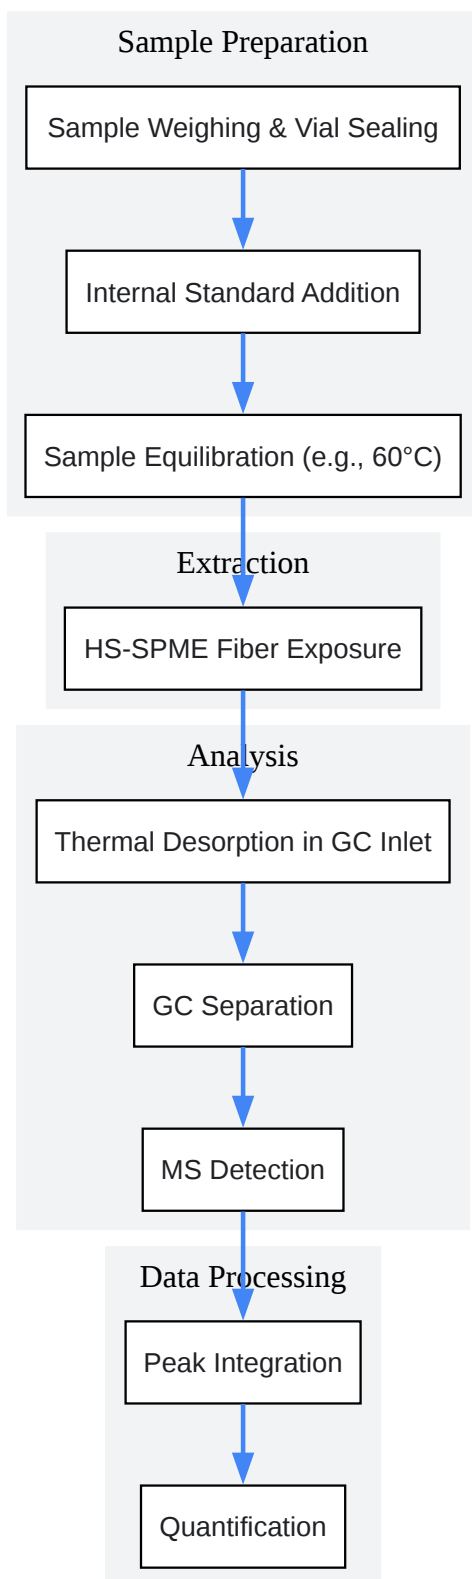 Sample Preparation
Sample Weighing & Vial Sealing
Internal Standard Addition
Sample Equilibration (e.g., 60°C)
Extraction
HS-SPME Fiber Exposure
Analysis
Thermal Desorption in GC Inlet
GC Separation
MS Detection
Data Processing
Peak Integration
Quantification